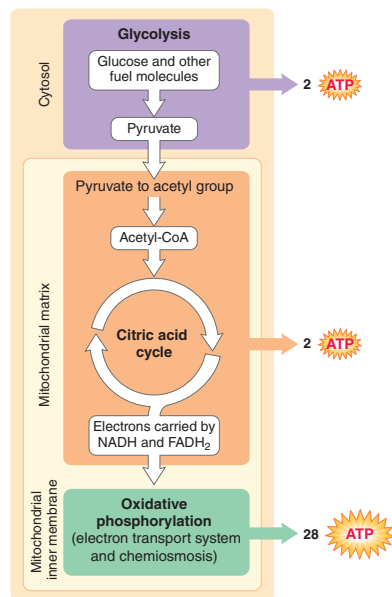 Glycolysis
Glucose and other
fuel molecules
Cytosol
2 ATP
Pyruvate
Pyruvate to acetyl group
Acetyl-CoA
Mitochondrial matrix
Citric acid
cycle
2 ATP
Electrons carried by
NADH and FADH₂
Mitochondrial
inner membrane
Oxidative
phosphorylation
(electron transport system
and chemiosmosis)
28 ATP